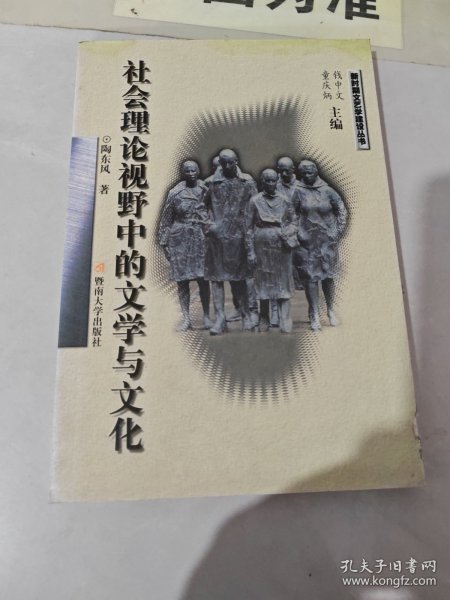 新时期文艺学建设丛书
钱中文
童庆炳
主编
社会理论视野中的文学与文化
陶东风 著
暨南大学出版社
孔夫子旧书网
www.kongfz.com